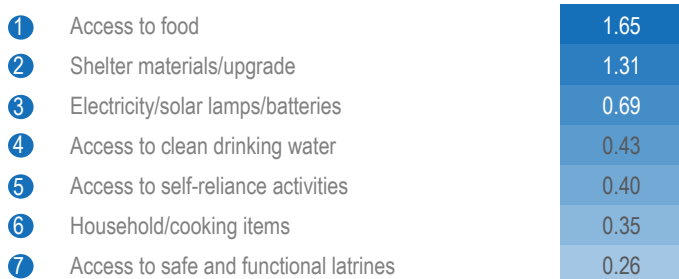 1 Access to food 1.65
2 Shelter materials/upgrade 1.31
3 Electricity/solar lamps/batteries 0.69
4 Access to clean drinking water 0.43
5 Access to self-reliance activities 0.40
6 Household/cooking items 0.35
7 Access to safe and functional latrines 0.26